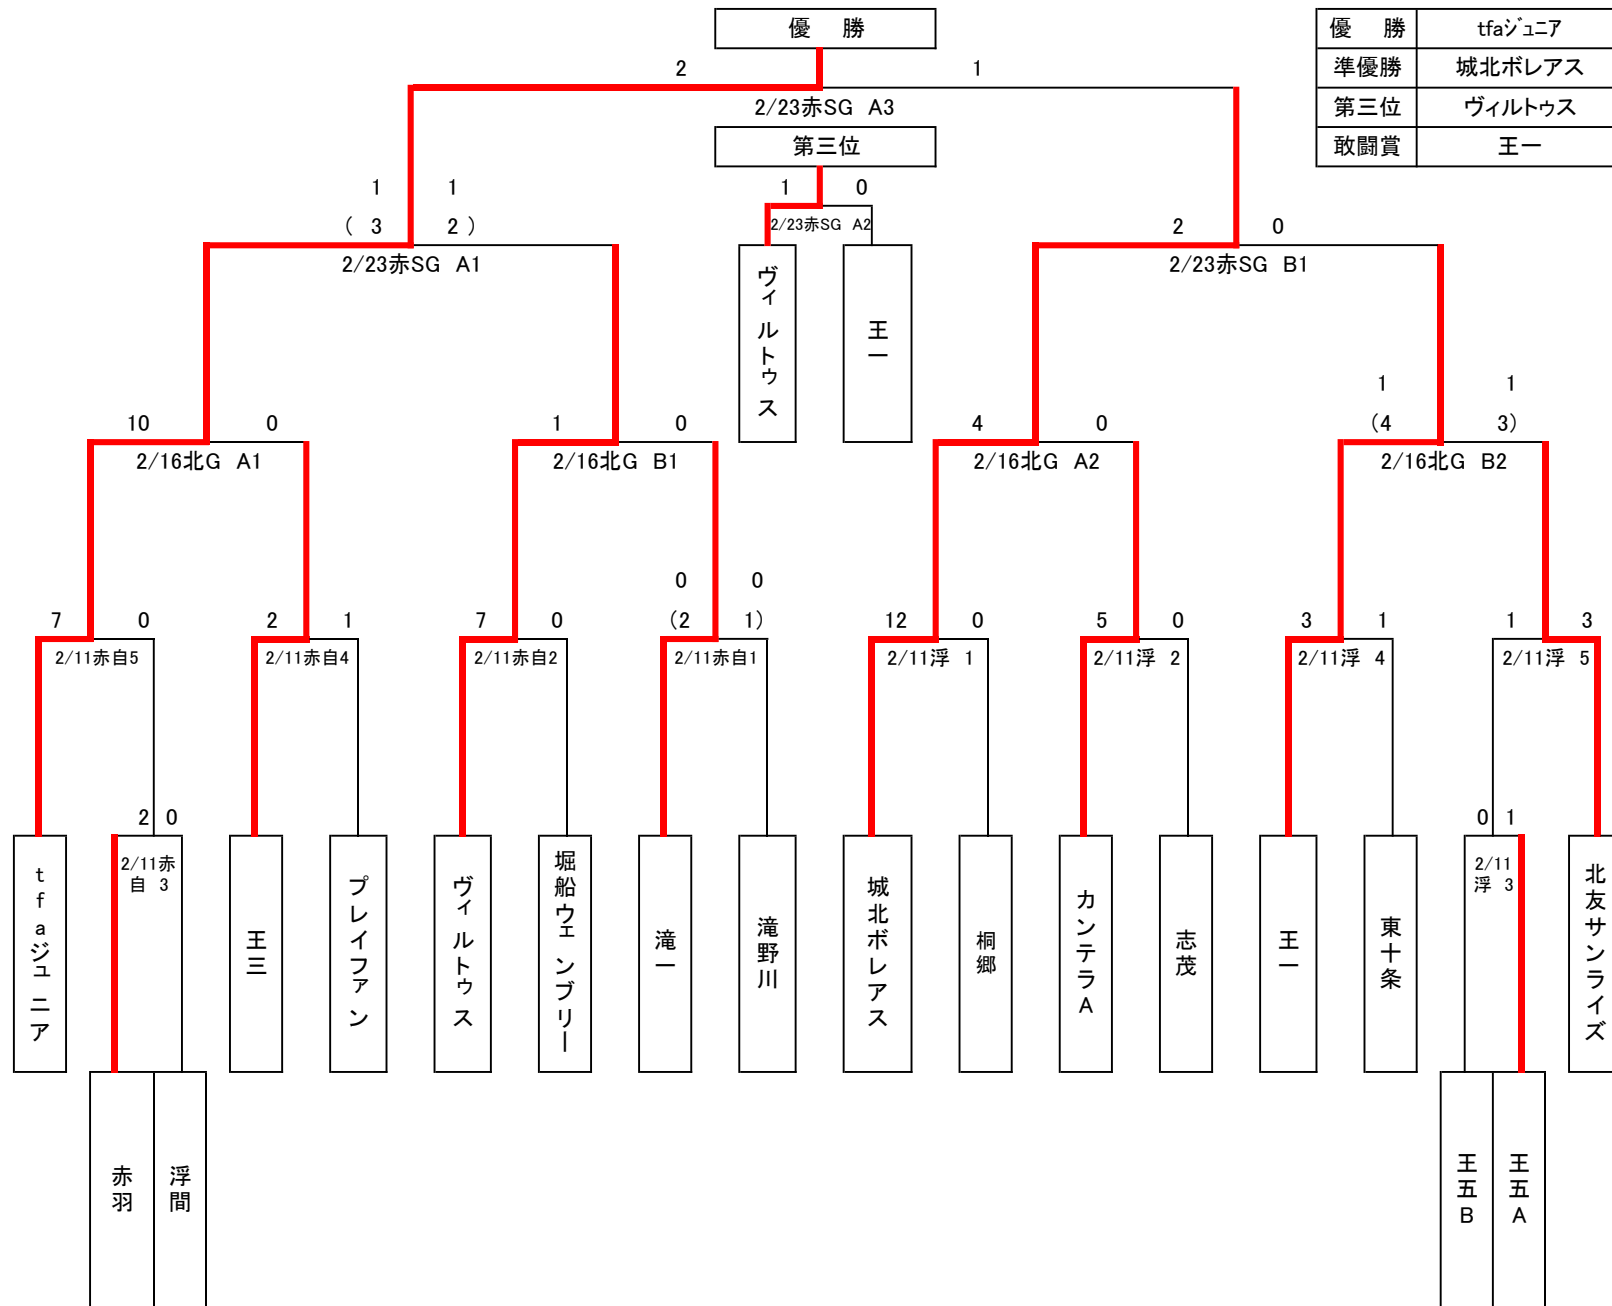 優　勝
優　勝　tfaジュニア
準優勝　城北ボレアス
第三位　ヴィルトゥス
敢闘賞　王一
2　1
2/23赤SG A3
第三位
1　1
(　3　2　)
2/23赤SG A1
1　0
2/23赤SG A2
2　0
2/23赤SG B1
ヴィルトゥス
王一
10　0
2/16北G A1
1　0
2/16北G B1
4　0
2/16北G A2
1　1
(4　3)
2/16北G B2
7　0
2/11赤自5
2　1
2/11赤自4
7　0
2/11赤自2
0　0
(2　1)
2/11赤自1
12　0
2/11浮 1
5　0
2/11浮 2
3　1
2/11浮 4
1　3
2/11浮 5
2　0
2/11赤
自 3
0　1
2/11
浮 3
tfaジュニア
王三
プレイファン
ヴィルトゥス
堀船ウェンブリー
滝一
滝野川
城北ボレアス
桐郷
カンテラA
志茂
王一
東十条
北友サンライズ
赤羽
浮間
王五B
王五A